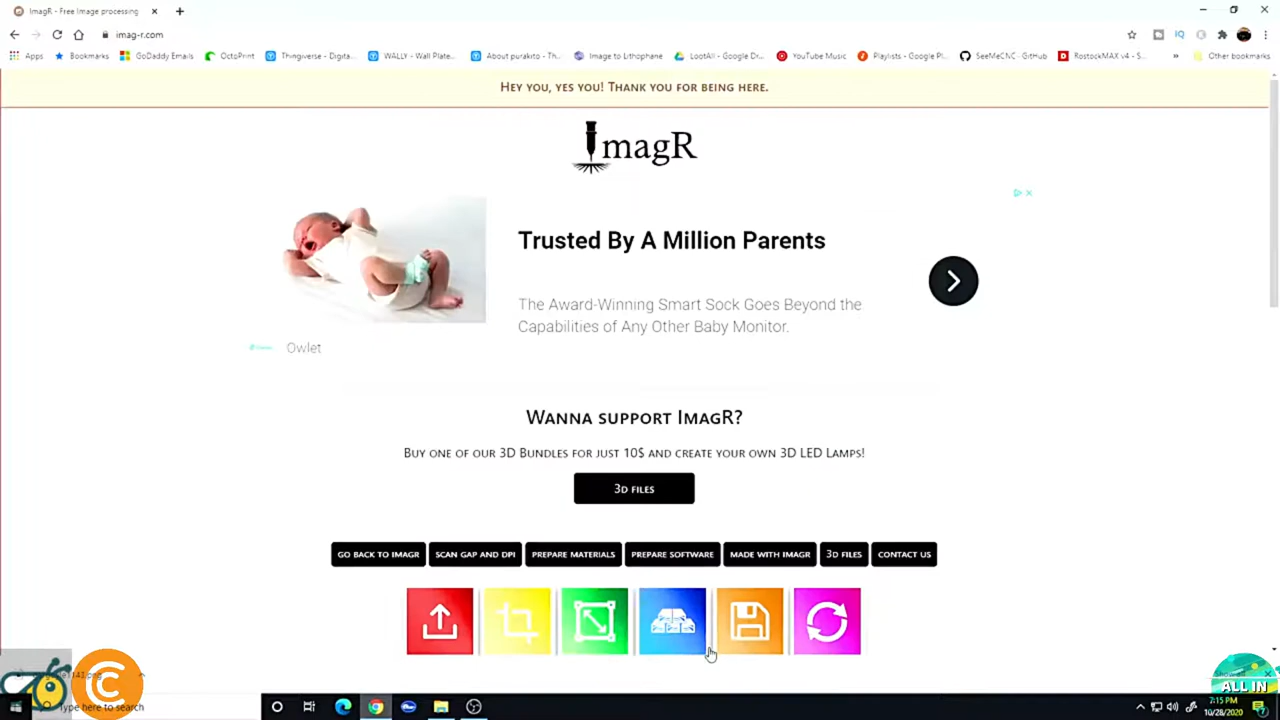 ImagR - Free Image processing
imag-r.com
Apps
Bookmarks
GoDaddy Emails
OctoPrint
Thingiverse - Digita...
WALLY - Wall Plate...
About purakito - Th...
Image to Lithophane
LootAll - Google Dr...
YouTube Music
Playlists - Google Pl...
SeeMeCNC · GitHub
RostockMAX v4 - S...
Other bookmarks
HEY YOU, YES YOU! THANK YOU FOR BEING HERE.
ImagR
Trusted By A Million Parents
The Award-Winning Smart Sock Goes Beyond the
Capabilities of Any Other Baby Monitor.
Owlet
WANNA SUPPORT IMAGR?
BUY ONE OF OUR 3D BUNDLES FOR JUST 10$ AND CREATE YOUR OWN 3D LED LAMPS!
3D FILES
GO BACK TO IMAGR
SCAN GAP AND DPI
PREPARE MATERIALS
PREPARE SOFTWARE
MADE WITH IMAGR
3D FILES
CONTACT US
ALL IN
Type here to search
7:15 PM
10/28/2020